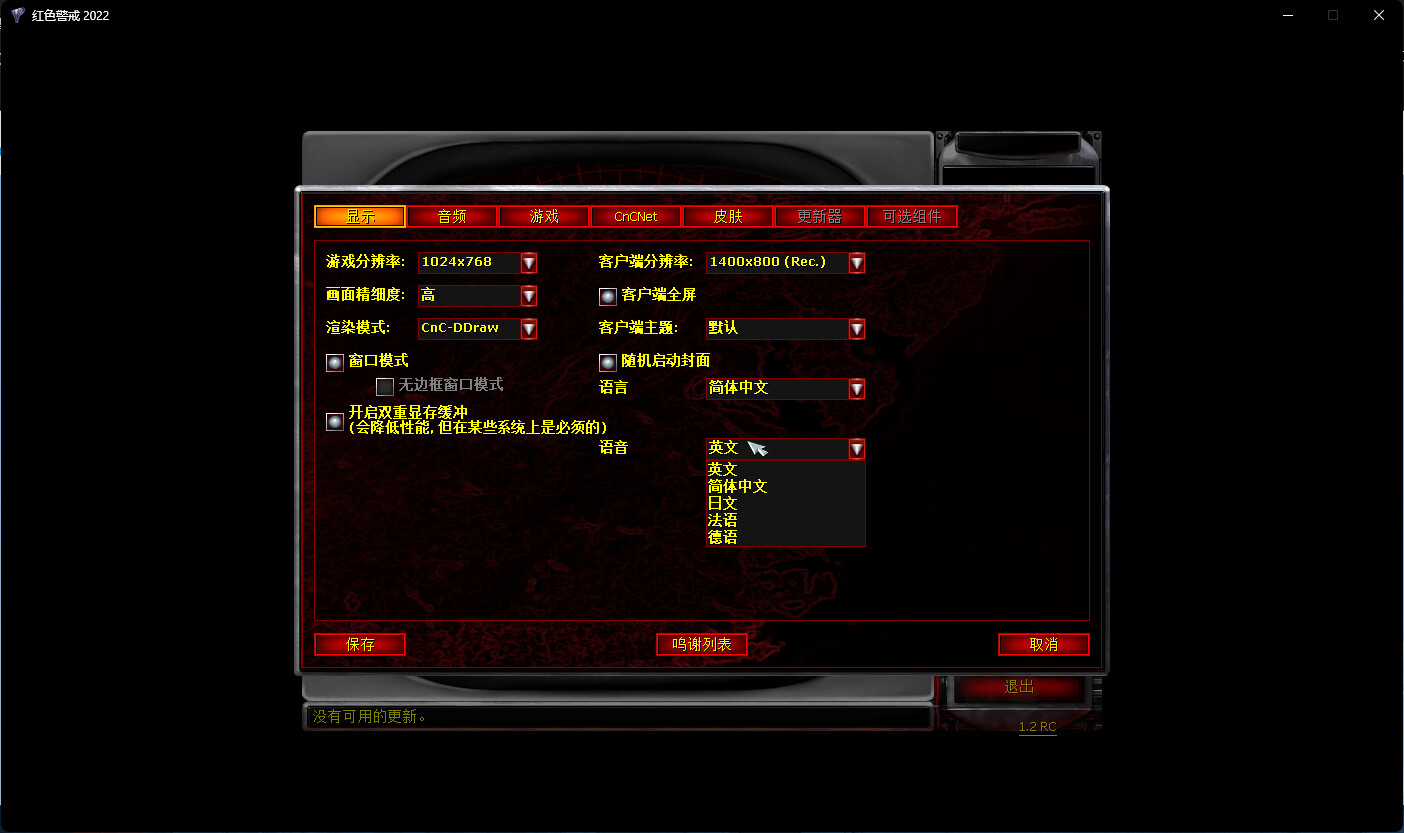 红色警戒 2022
显示 音频 游戏 CnCNet 皮肤 更新器 可选组件
游戏分辨率: 1024x768 客户端分辨率: 1400x800 (Rec.)
画面精细度: 高 客户端全屏
渲染模式: CnC-DDraw 客户端主题: 默认
窗口模式 随机启动封面
无边框窗口模式 语言 简体中文
开启双重显存缓冲
(会降低性能, 但在某些系统上是必须的)
语音 英文
英文
简体中文
日文
法语
德语
保存 鸣谢列表 取消
退出
没有可用的更新。
1.2 RC